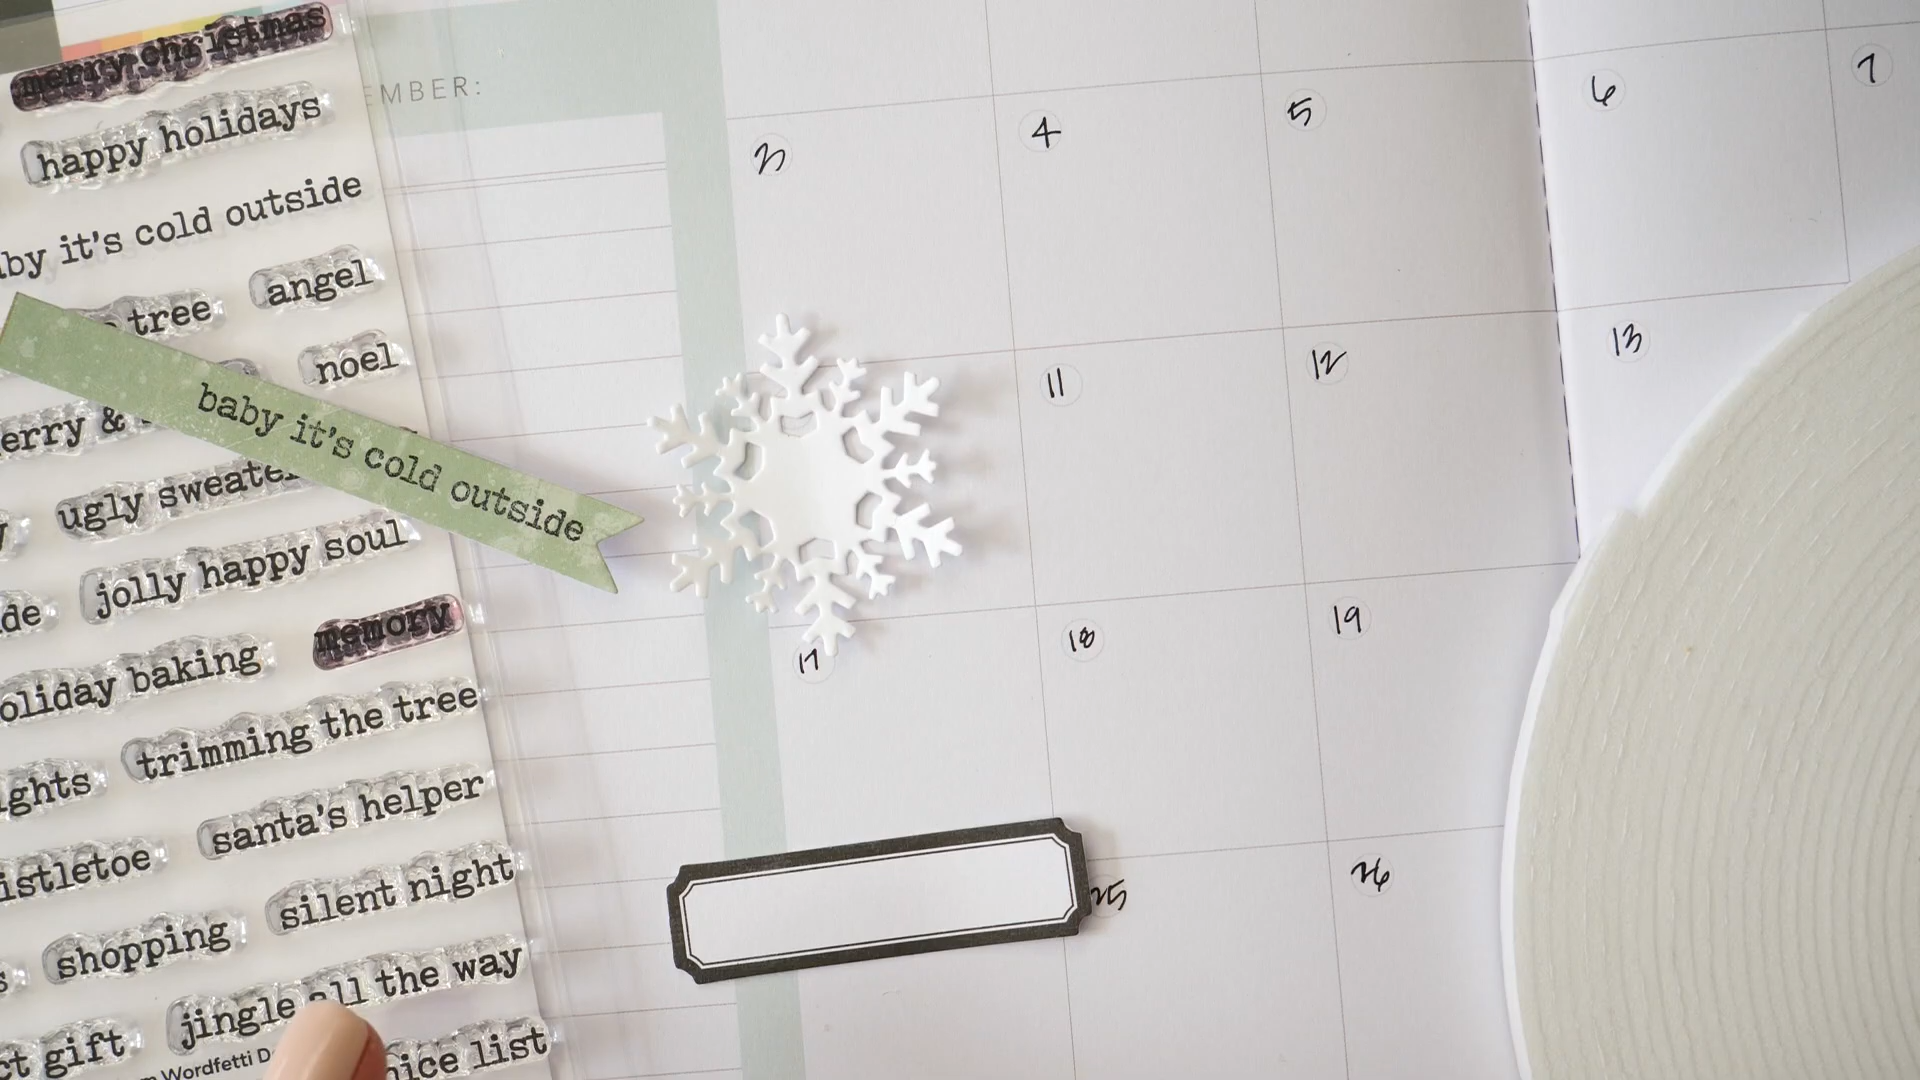 merry christmas
happy holidays
by it's cold outside
tree
angel
noel
erry &
baby it's cold outside
ugly sweater
jolly happy soul
de
memory
oliday baking
trimming the tree
ghts
santa's helper
istletoe
silent night
shopping
jingle all the way
ct gift
Wordfetti D
ice list
EMBER:
3
4
5
6
7
11
12
13
17
18
19
25
26